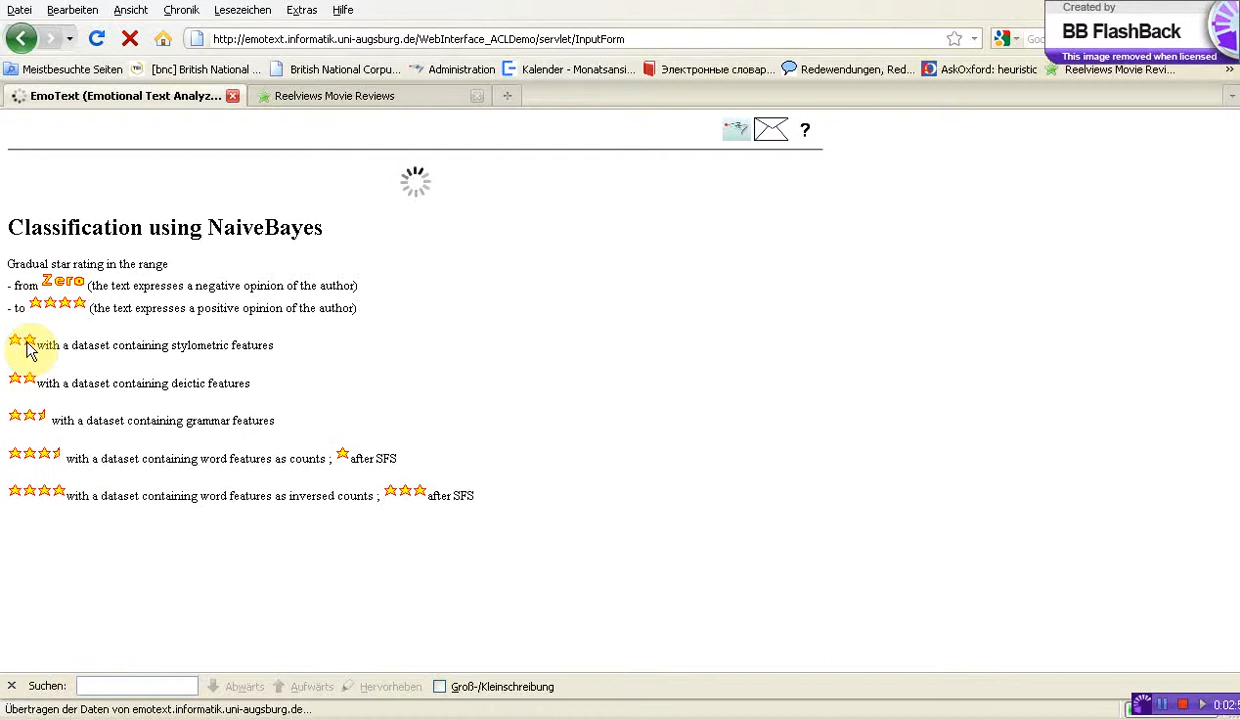 Datei Bearbeiten Ansicht Chronik Lesezeichen Extras Hilfe
Created by
BB FlashBack
This image removed when licensed
http://emotext.informatik.uni-augsburg.de/WebInterface_ACLDemo/servlet/InputForm
Meistbesuchte Seiten [bnc] British National ... British National Corpu... Administration Kalender - Monatsansi... Электронные словар... Redewendungen, Red... AskOxford: heuristic Reelviews Movie Revi... »
EmoText (Emotional Text Analyz... Reelviews Movie Reviews
?
Classification using NaiveBayes
Gradual star rating in the range
- from Zero (the text expresses a negative opinion of the author)
- to (the text expresses a positive opinion of the author)
with a dataset containing stylometric features
with a dataset containing deictic features
with a dataset containing grammar features
with a dataset containing word features as counts ; after SFS
with a dataset containing word features as inversed counts ; after SFS
Suchen: Abwärts Aufwärts Hervorheben Groß-/Kleinschreibung
Übertragen der Daten von emotext.informatik.uni-augsburg.de...